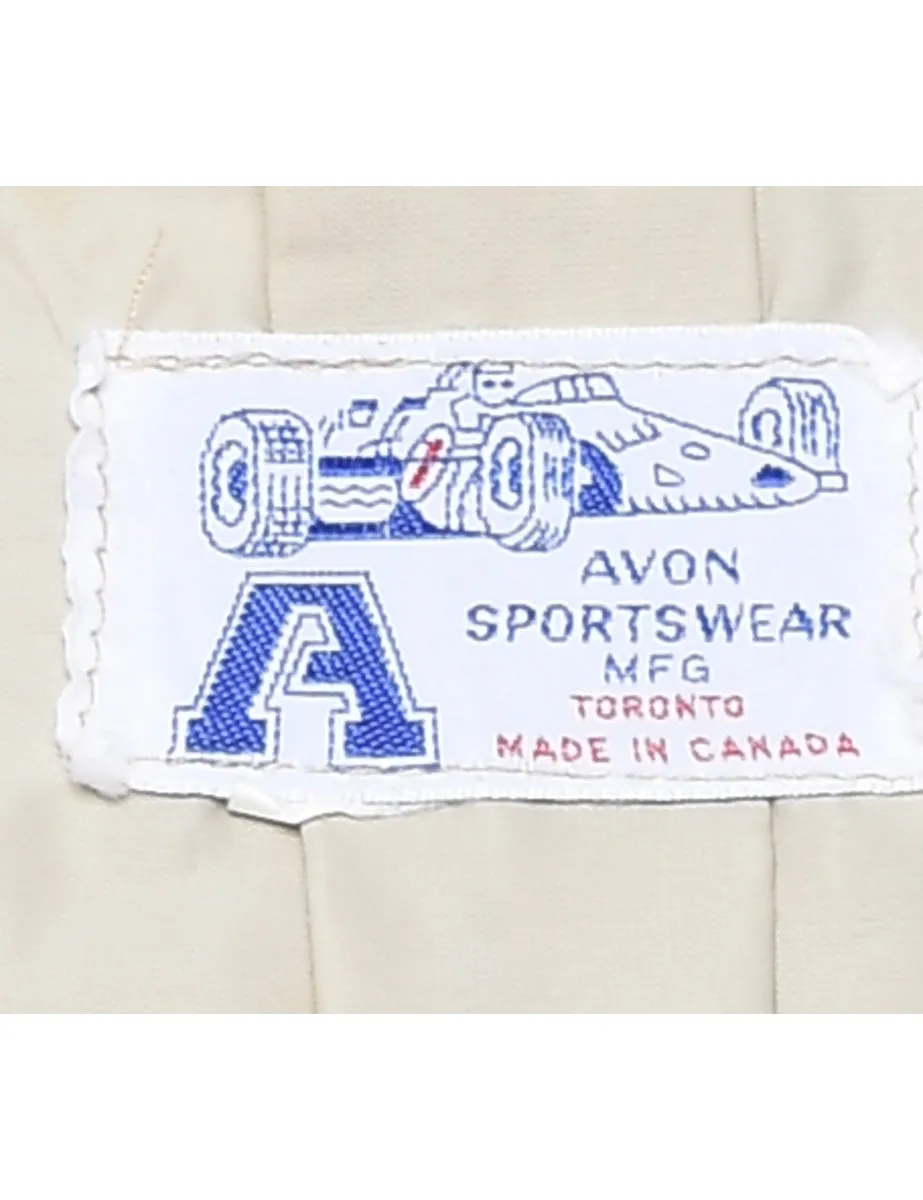 A
AVON
SPORTSWEAR
MFG
TORONTO
MADE IN CANADA